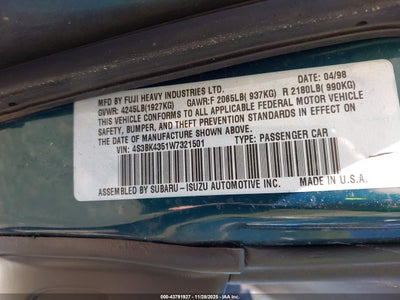 MFD BY FUJI HEAVY INDUSTRIES LTD. DATE: 04/98
GVWR: 4245LB(1927KG) GAWR:F 2065LB( 937KG) R 2180LB( 990KG)
THIS VEHICLE CONFORMS TO ALL APPLICABLE FEDERAL MOTOR VEHICLE
SAFETY, BUMPER, AND THEFT PREVENTION STANDARDS IN EFFECT ON
THE DATE OF MANUFACTURE SHOWN ABOVE.
VIN: 4S3BK4351W7321501 TYPE: PASSENGER CAR
ASSEMBLED BY SUBARU-ISUZU AUTOMOTIVE INC. MADE IN U.S.A.
000-43791927 - 11/28/2025 - IAA Inc.